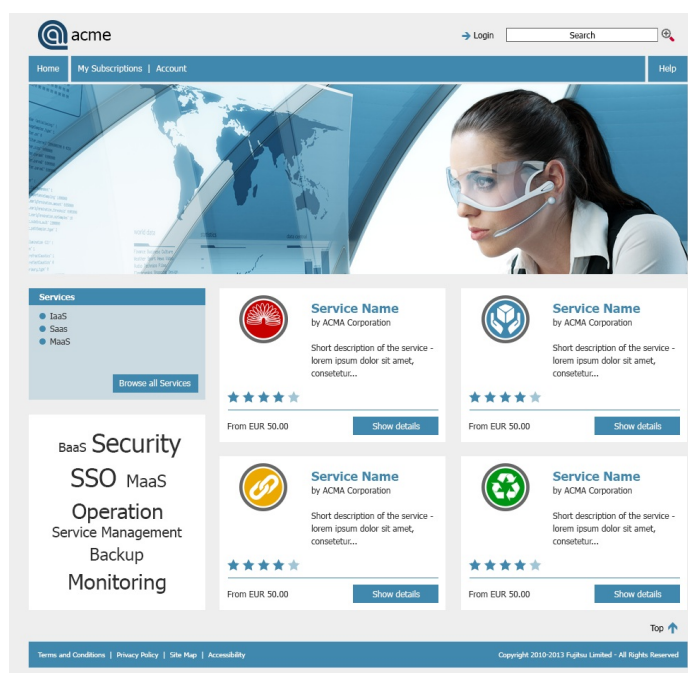 acme
Login
Search
Home
My Subscriptions | Account
Help
world data
Services
IaaS
Saas
MaaS
Browse all Services
Service Name
by ACMA Corporation
Short description of the service -
lorem ipsum dolor sit amet,
consetetur...
From EUR 50.00
Show details
Service Name
by ACMA Corporation
Short description of the service -
lorem ipsum dolor sit amet,
consetetur...
From EUR 50.00
Show details
BaaS Security
SSO MaaS
Operation
Service Management
Backup
Monitoring
Service Name
by ACMA Corporation
Short description of the service -
lorem ipsum dolor sit amet,
consetetur...
From EUR 50.00
Show details
Service Name
by ACMA Corporation
Short description of the service -
lorem ipsum dolor sit amet,
consetetur...
From EUR 50.00
Show details
Top
Terms and Conditions | Privacy Policy | Site Map | Accessibility
Copyright 2010-2013 Fujitsu Limited - All Rights Reserved